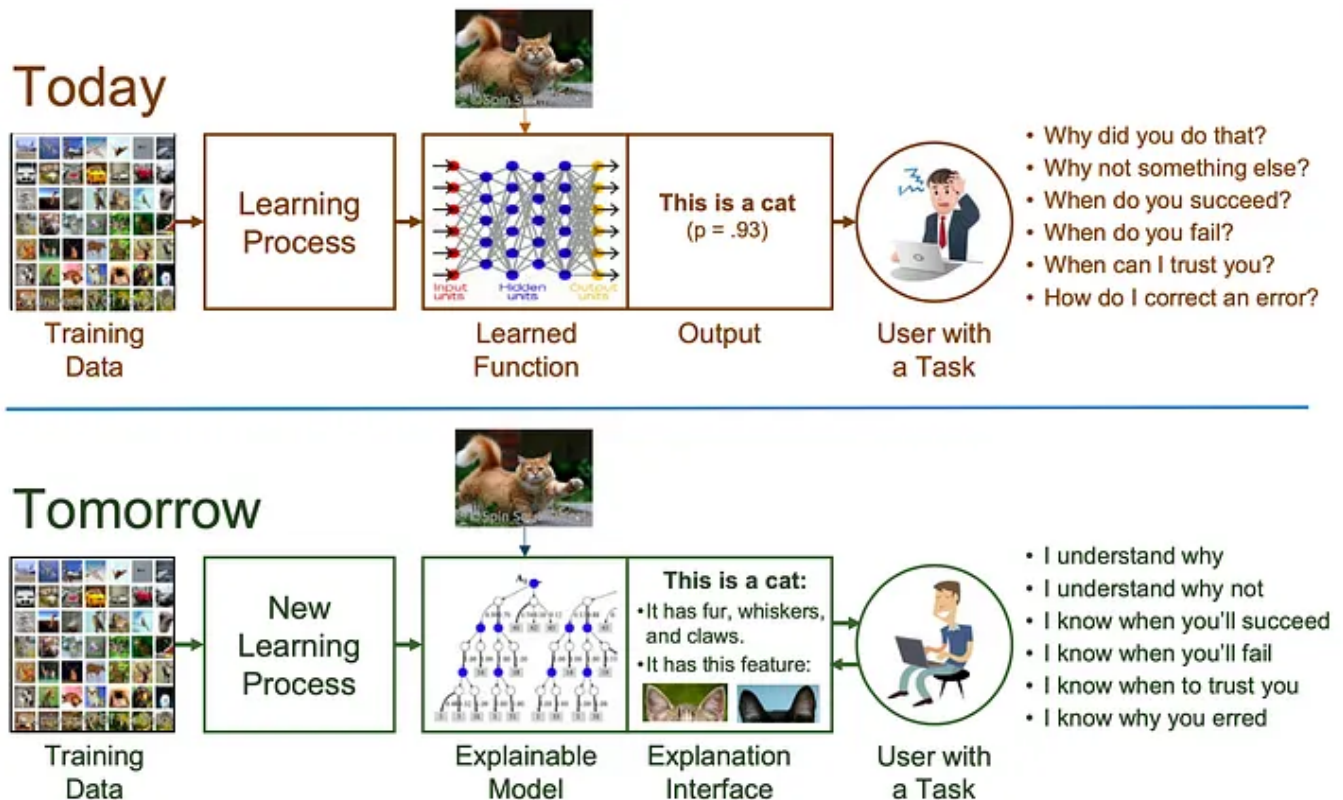 Today
©Spin S
Learning
Process
Input
units
Hidden
units
Output
units
This is a cat
(p = .93)
• Why did you do that?
• Why not something else?
• When do you succeed?
• When do you fail?
• When can I trust you?
• How do I correct an error?
Training
Data
Learned
Function
Output
User with
a Task
Tomorrow
©Spin S
New
Learning
Process
This is a cat:
•It has fur, whiskers,
and claws.
•It has this feature:
• I understand why
• I understand why not
• I know when you'll succeed
• I know when you'll fail
• I know when to trust you
• I know why you erred
Training
Data
Explainable
Model
Explanation
Interface
User with
a Task